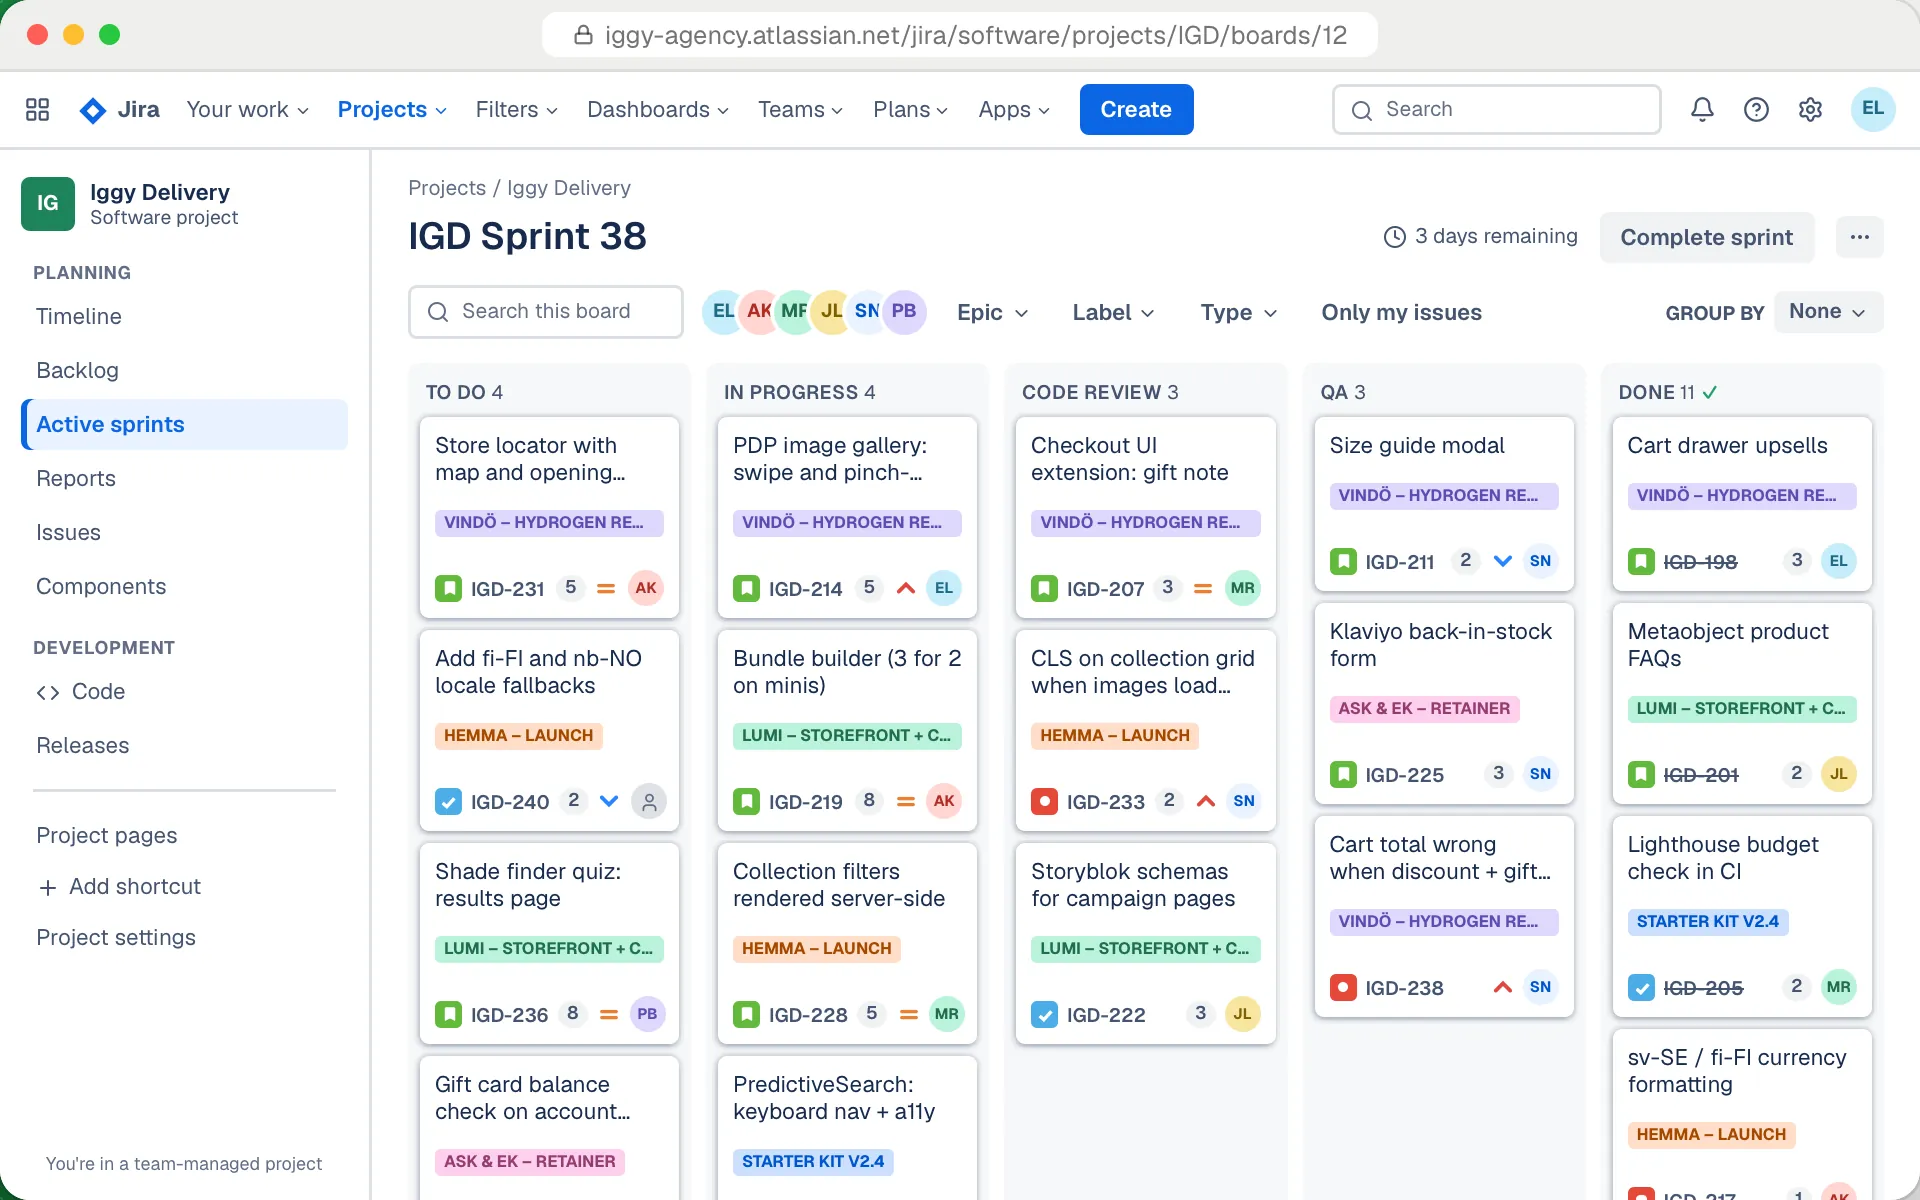 iggy-agency.atlassian.net/jira/software/projects/IGD/boards/12
Jira
Your work
Projects
Filters
Dashboards
Teams
Plans
Apps
Create
Search
EL
IG
Iggy Delivery
Software project
PLANNING
Timeline
Backlog
Active sprints
Reports
Issues
Components
DEVELOPMENT
Code
Releases
Project pages
Add shortcut
Project settings
You're in a team-managed project
Projects / Iggy Delivery
IGD Sprint 38
3 days remaining
Complete sprint
Search this board
EL
AK
MR
JL
SN
PB
Epic
Label
Type
Only my issues
GROUP BY
None
TO DO 4
Store locator with
map and opening...
VINDÖ – HYDROGEN RE...
IGD-231 5 AK
Add fi-FI and nb-NO
locale fallbacks
HEMMA – LAUNCH
IGD-240 2
Shade finder quiz:
results page
LUMI – STOREFRONT + C...
IGD-236 8 PB
Gift card balance
check on account...
ASK & EK – RETAINER
IN PROGRESS 4
PDP image gallery:
swipe and pinch-...
VINDÖ – HYDROGEN RE...
IGD-214 5 EL
Bundle builder (3 for 2
on minis)
LUMI – STOREFRONT + C...
IGD-219 8 AK
Collection filters
rendered server-side
HEMMA – LAUNCH
IGD-228 5 MR
PredictiveSearch:
keyboard nav + a11y
STARTER KIT V2.4
CODE REVIEW 3
Checkout UI
extension: gift note
VINDÖ – HYDROGEN RE...
IGD-207 3 MR
CLS on collection grid
when images load...
HEMMA – LAUNCH
IGD-233 2 SN
Storyblok schemas
for campaign pages
LUMI – STOREFRONT + C...
IGD-222 3 JL
QA 3
Size guide modal
VINDÖ – HYDROGEN RE...
IGD-211 2 SN
Klaviyo back-in-stock
form
ASK & EK – RETAINER
IGD-225 3 SN
Cart total wrong
when discount + gift...
VINDÖ – HYDROGEN RE...
IGD-238 SN
DONE 11
Cart drawer upsells
VINDÖ – HYDROGEN RE...
IGD-198 3 EL
Metaobject product
FAQs
LUMI – STOREFRONT + C...
IGD-201 2 JL
Lighthouse budget
check in CI
STARTER KIT V2.4
IGD-205 2 MR
sv-SE / fi-FI currency
formatting
HEMMA – LAUNCH
IGD-217 1 AK